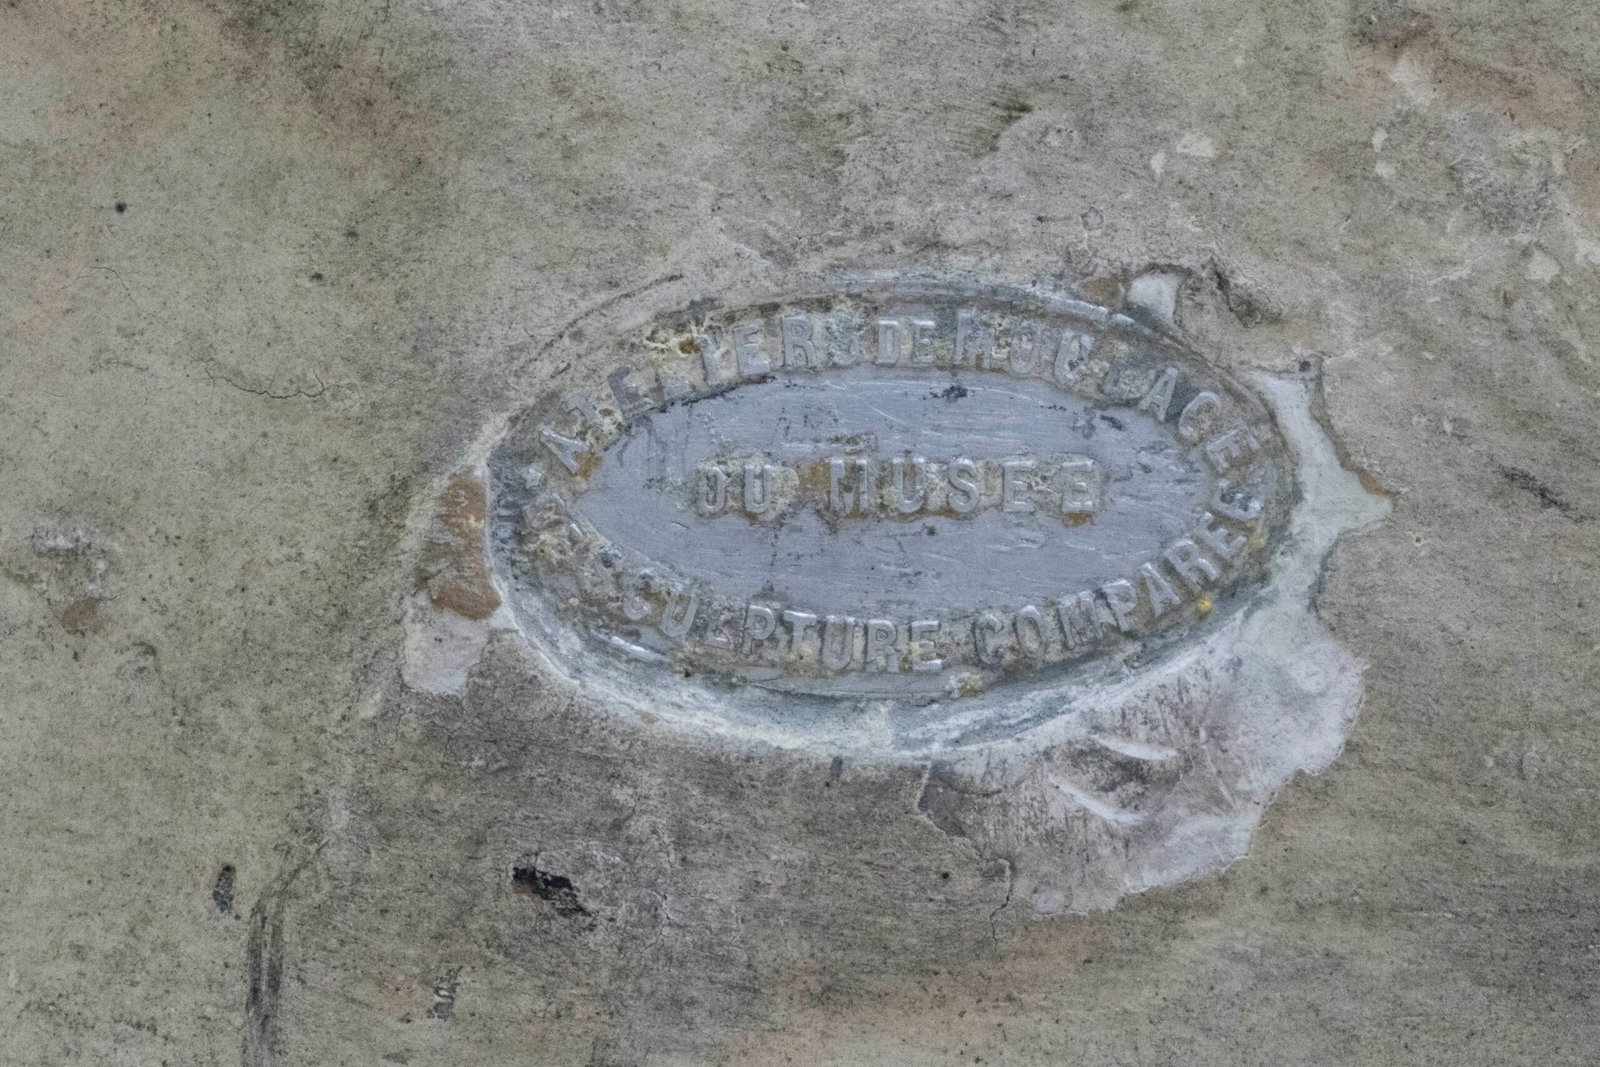 ATELIERS DE MOULAGE
DU MUSEE
DE SCULPTURE COMPAREE